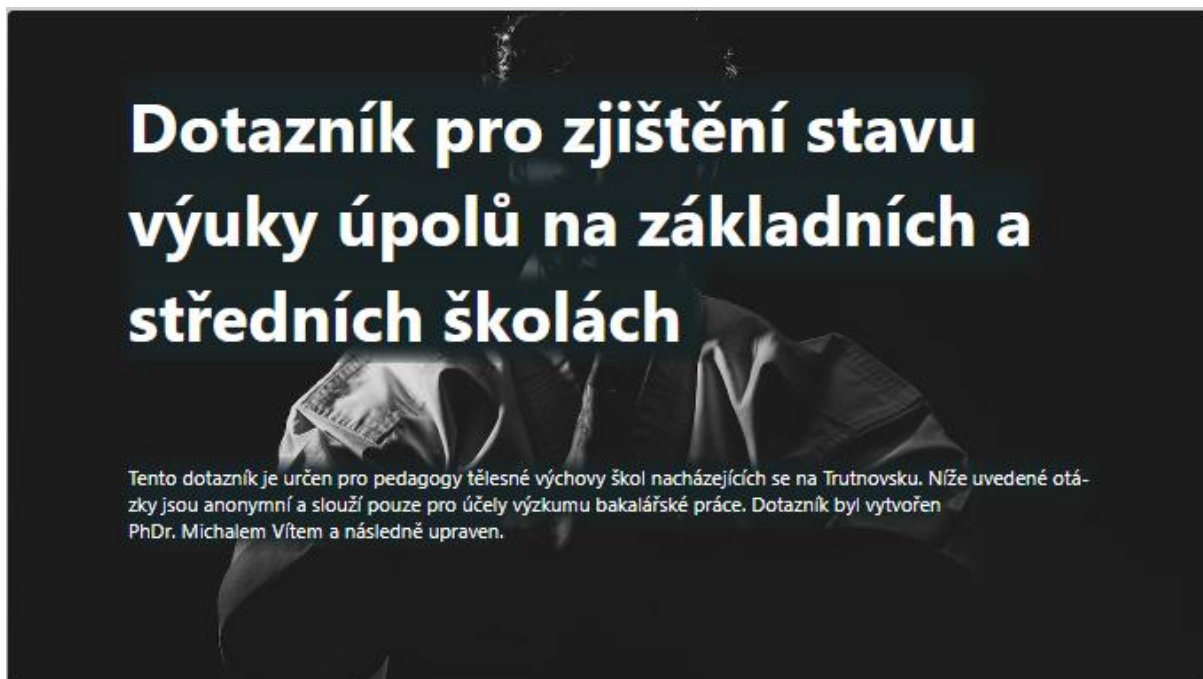 Dotazník pro zjištění stavu
výuky úpolů na základních a
středních školách
Tento dotazník je určen pro pedagogy tělesné výchovy škol nacházejících se na Trutnovsku. Níže uvedené otá-
zky jsou anonymní a slouží pouze pro účely výzkumu bakalářské práce. Dotazník byl vytvořen
PhDr. Michalem Vítem a následně upraven.